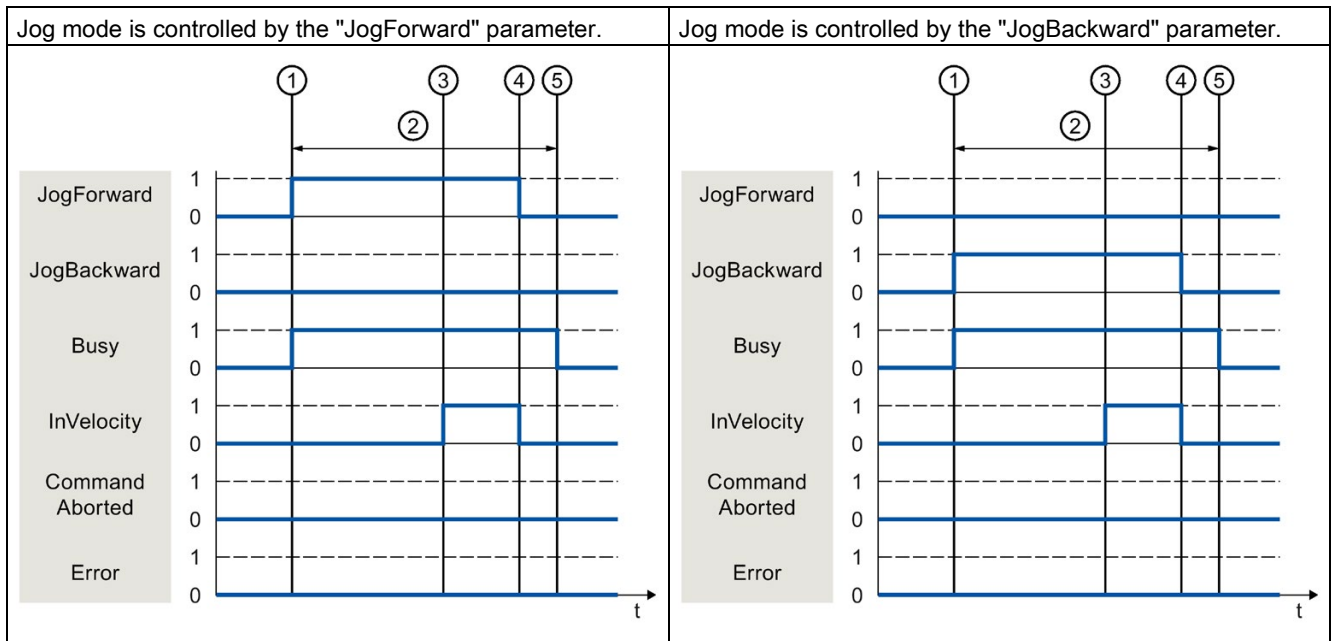 Jog mode is controlled by the "JogForward" parameter.
1 3 4 5
2
JogForward 1
0
JogBackward 1
0
Busy 1
0
InVelocity 1
0
Command 1
Aborted
0
Error 1
0
t
Jog mode is controlled by the "JogBackward" parameter.
1 3 4 5
2
JogForward 1
0
JogBackward 1
0
Busy 1
0
InVelocity 1
0
Command 1
Aborted
0
Error 1
0
t